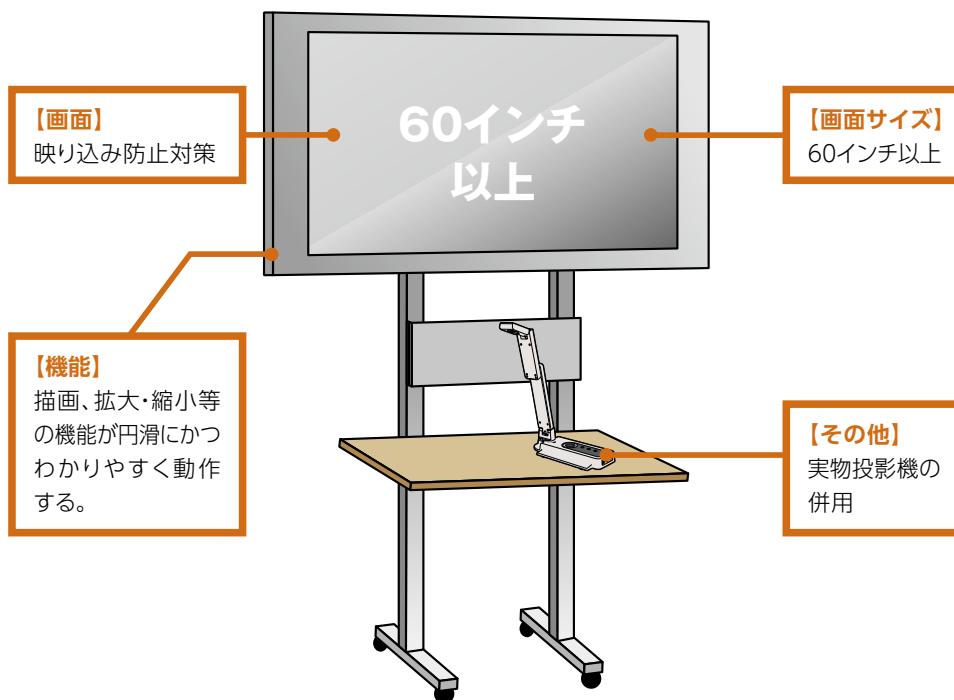 【画面】
映り込み防止対策
60インチ
以上
【画面サイズ】
60インチ以上
【機能】
描画、拡大・縮小等
の機能が円滑にかつ
わかりやすく動作
する。
【その他】
実物投影機の
併用